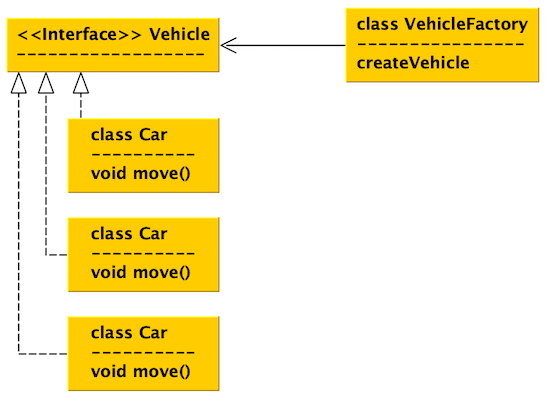 <<Interface>> Vehicle
class VehicleFactory
createVehicle
class Car
void move()
class Car
void move()
class Car
void move()